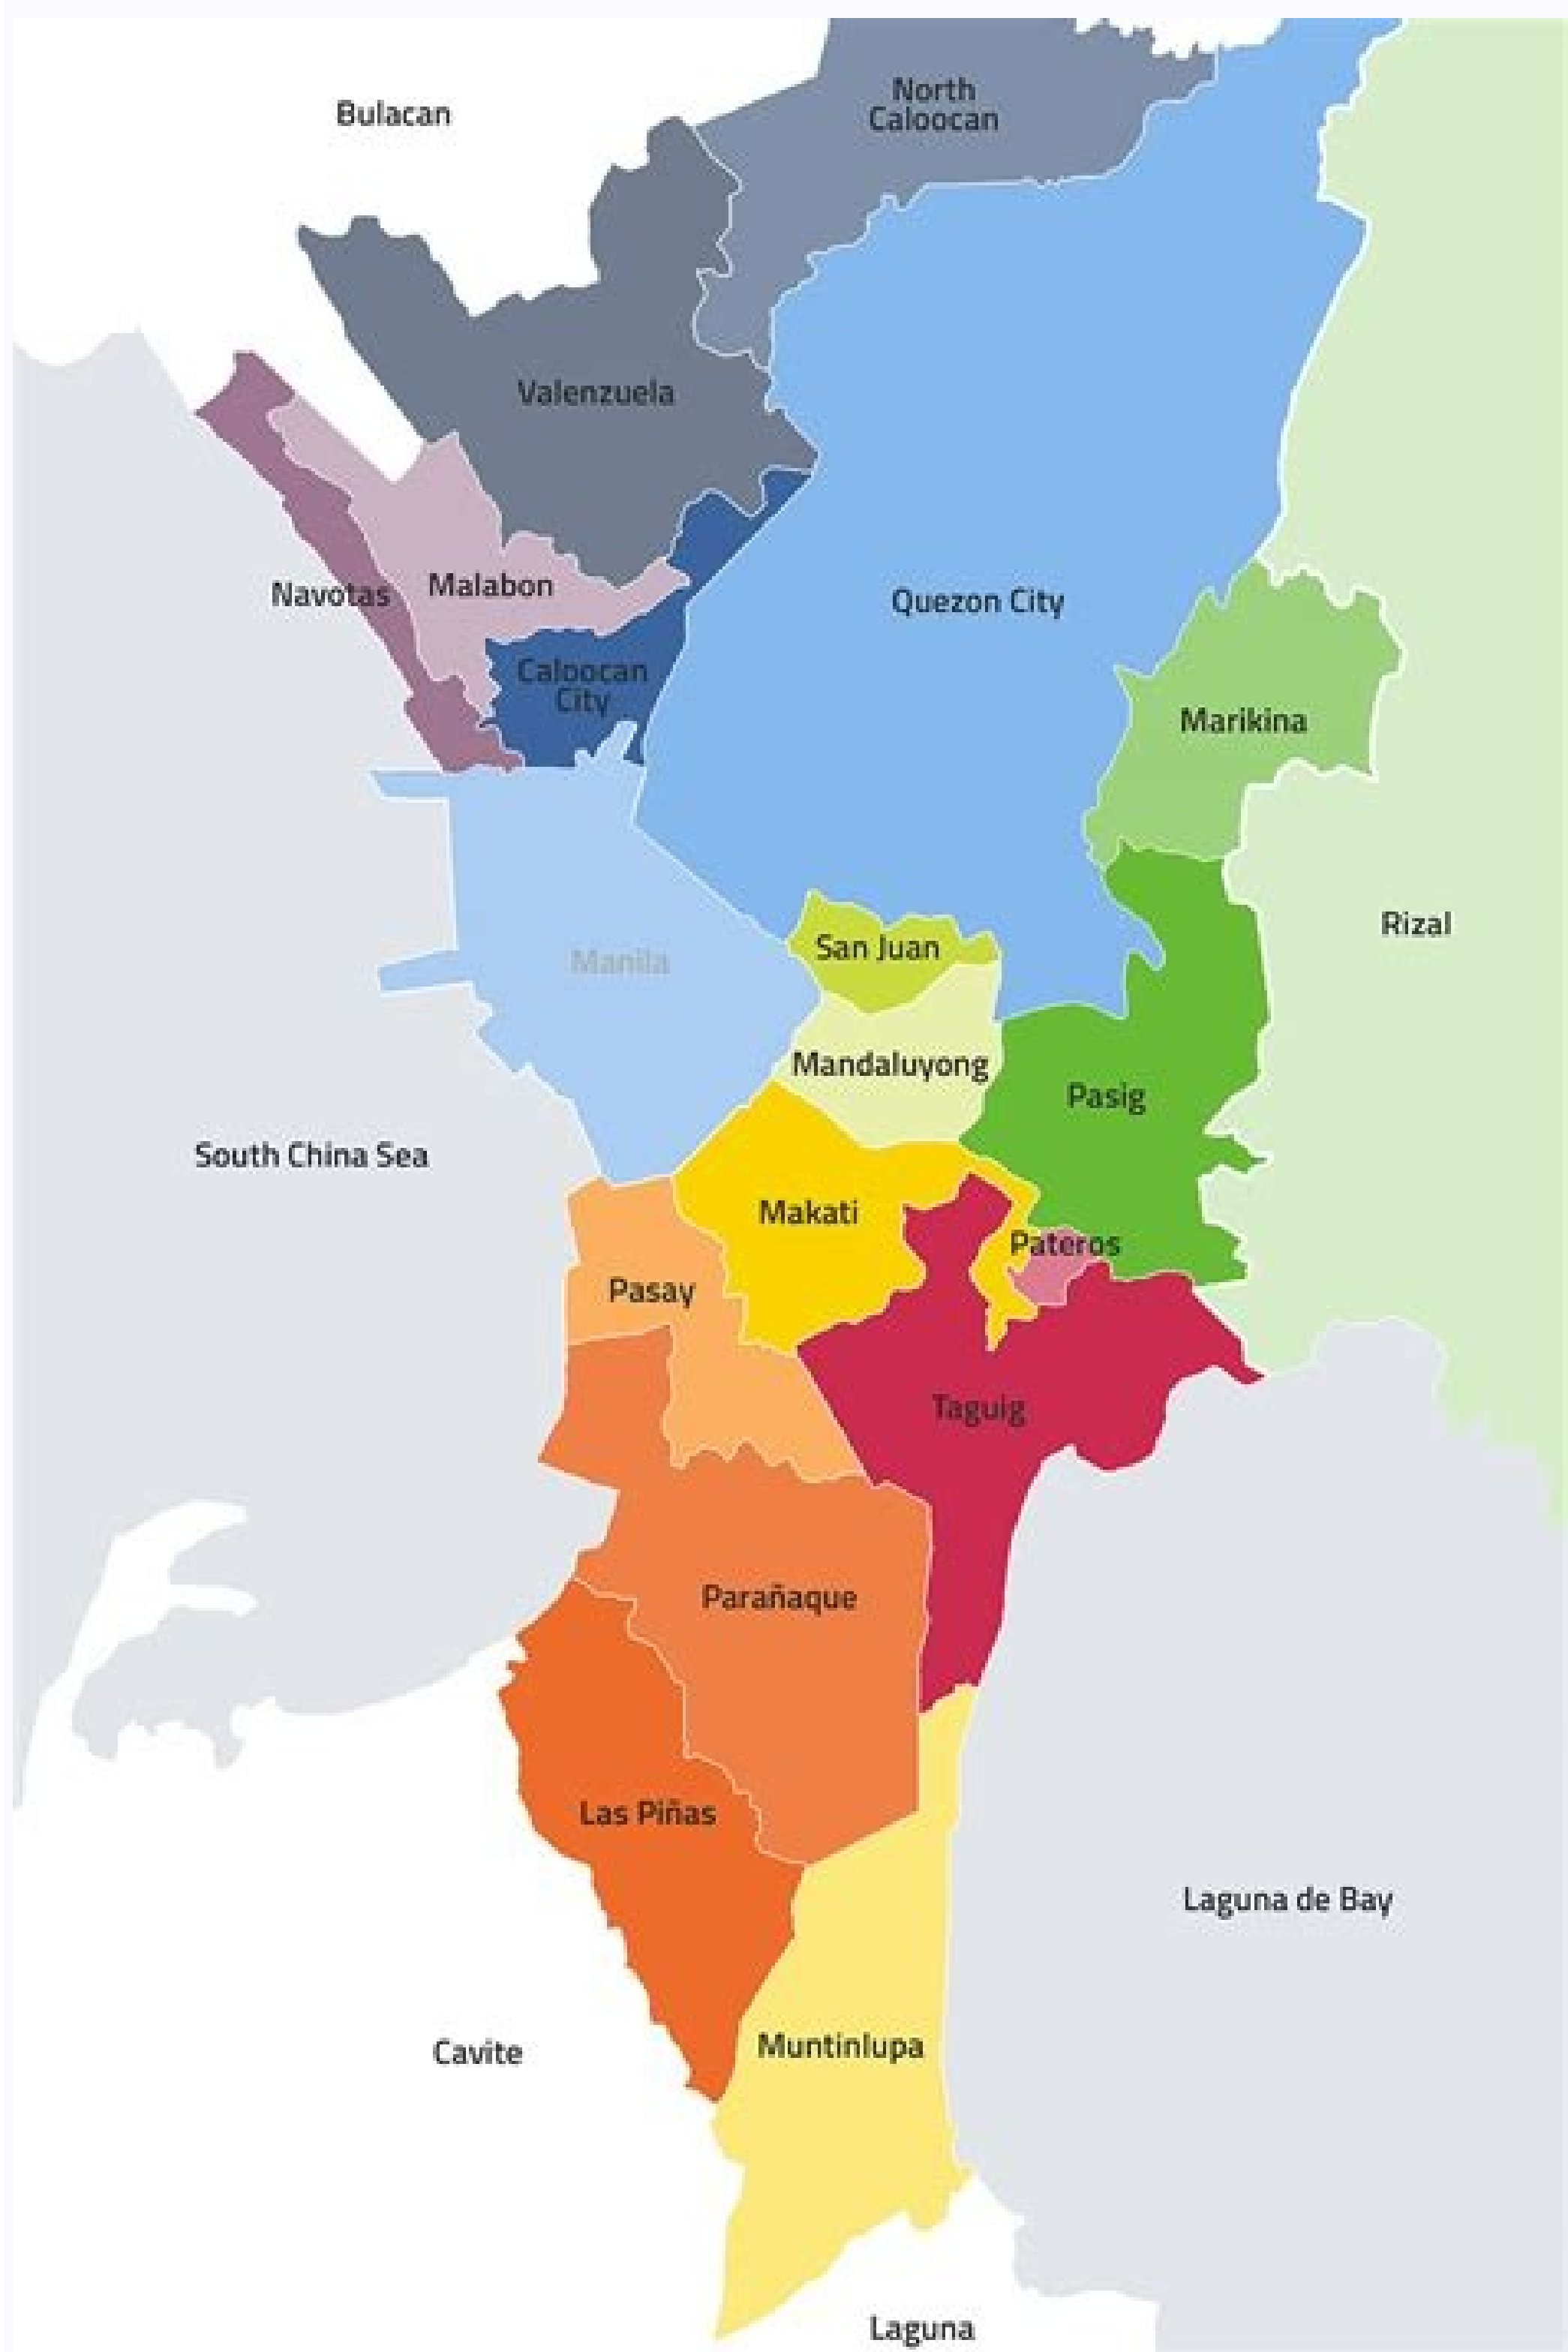 North
Caloocan
Bulacan
Valenzuela
Navotas
Malabon
Quezon City
Caloocan
City
Marikina
Rizal
San Juan
Manila
Mandaluyong
Pasig
South China Sea
Makati
Pateros
Pasay
Taguig
Parañaque
Las Piñas
Laguna de Bay
Muntinlupa
Cavite
Laguna